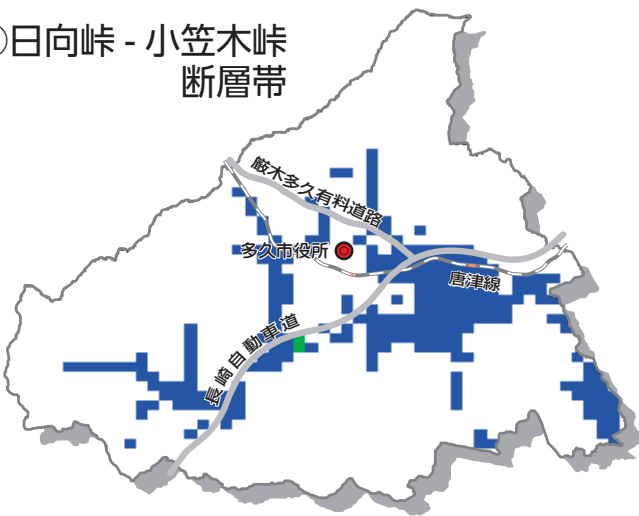 日向峠 - 小笠木峠
断層帯
厳木多久有料道路
多久市役所
唐津線
長崎自動車道